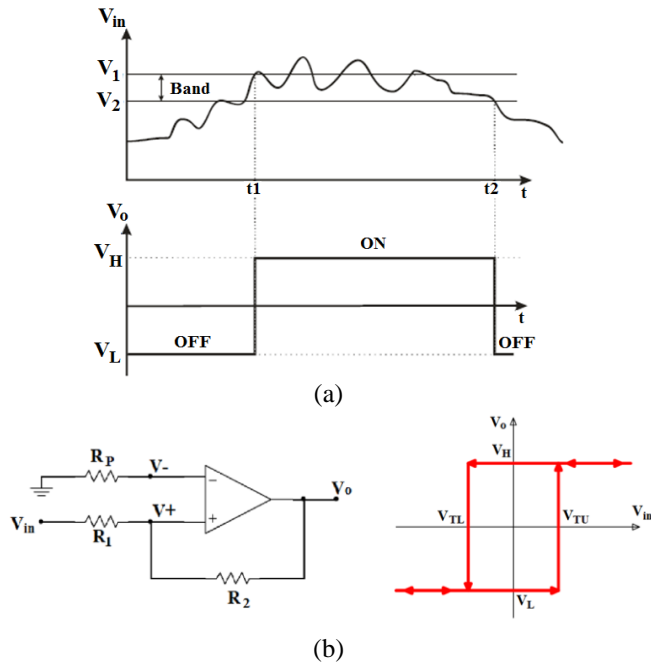 Vin
V1
Band
V2
t1
t2
t
Vo
VH
ON
t
VL
OFF
OFF
(a)
RP
V-
Vo
Vin
R1
V+
R2
Vo
VH
VTL
VTU
Vin
VL
(b)